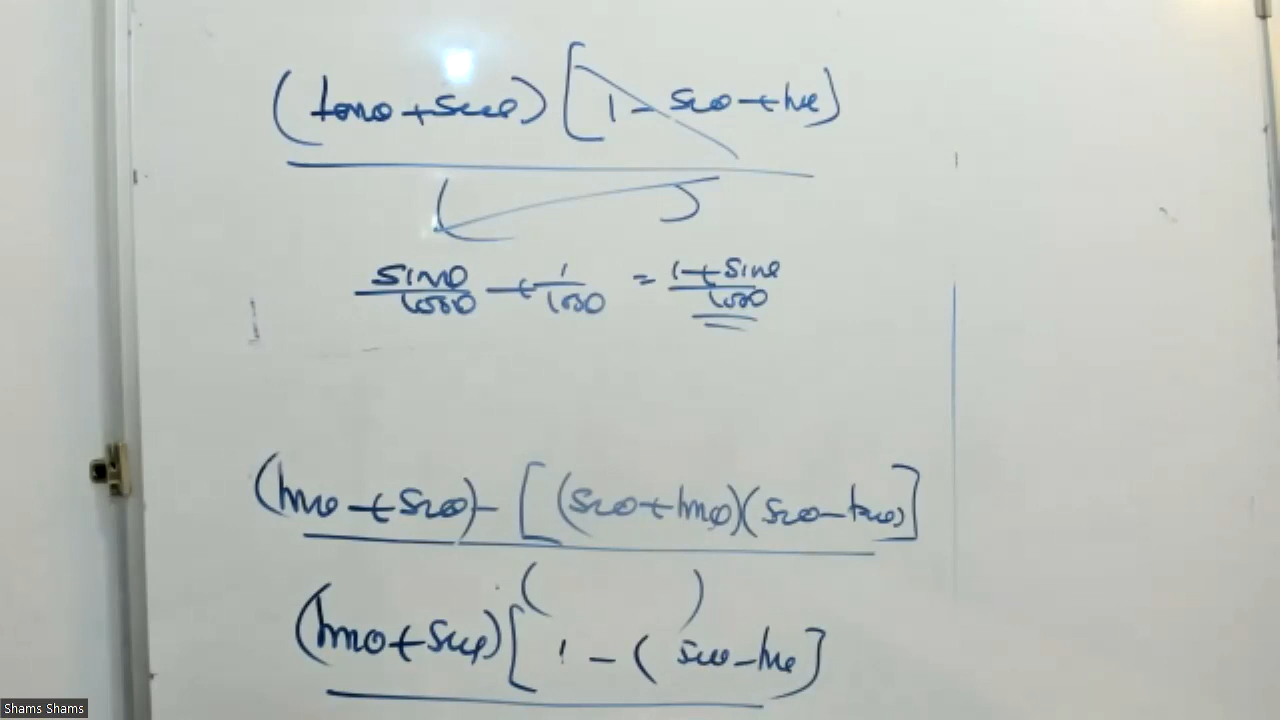 (tanθ + secθ) [1 - secθ + tanθ)
sinθ/cosθ + 1/cosθ = 1 + sinθ/cosθ
(tanθ + secθ) - [(secθ + tanθ)(secθ - tanθ)]
( )
(tanθ + secθ) [1 - (secθ - tanθ]
Shams Shams